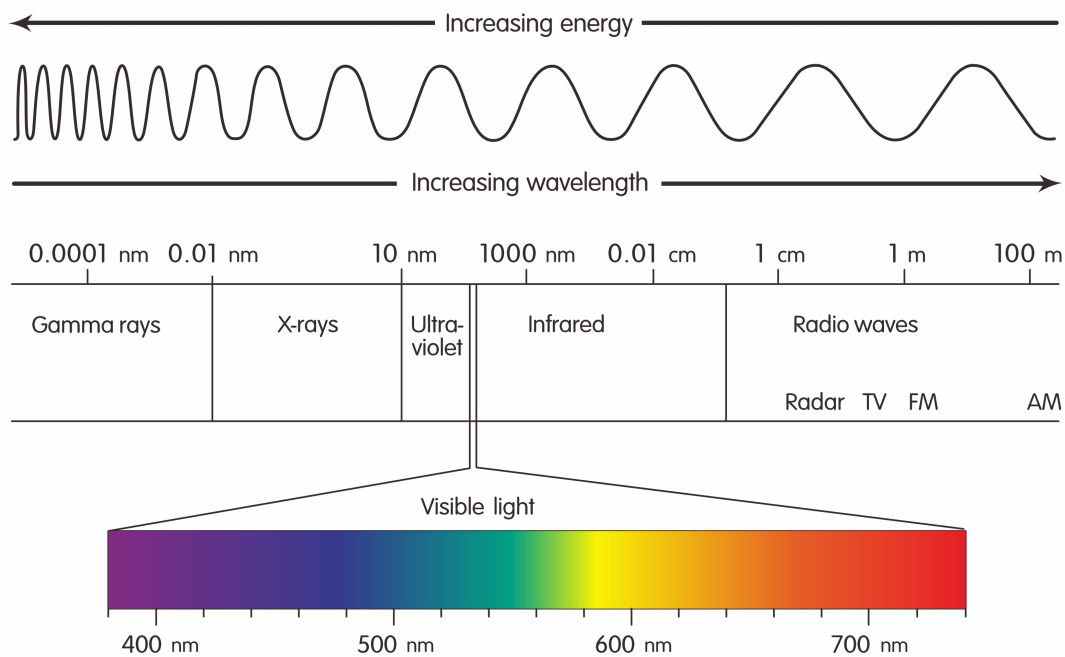 Increasing energy
Increasing wavelength
0.0001 nm 0.01 nm 10 nm 1000 nm 0.01 cm 1 cm 1 m 100 m
Gamma rays X-rays Ultra- Infrared Radio waves
violet
Radar TV FM AM
Visible light
400 nm 500 nm 600 nm 700 nm